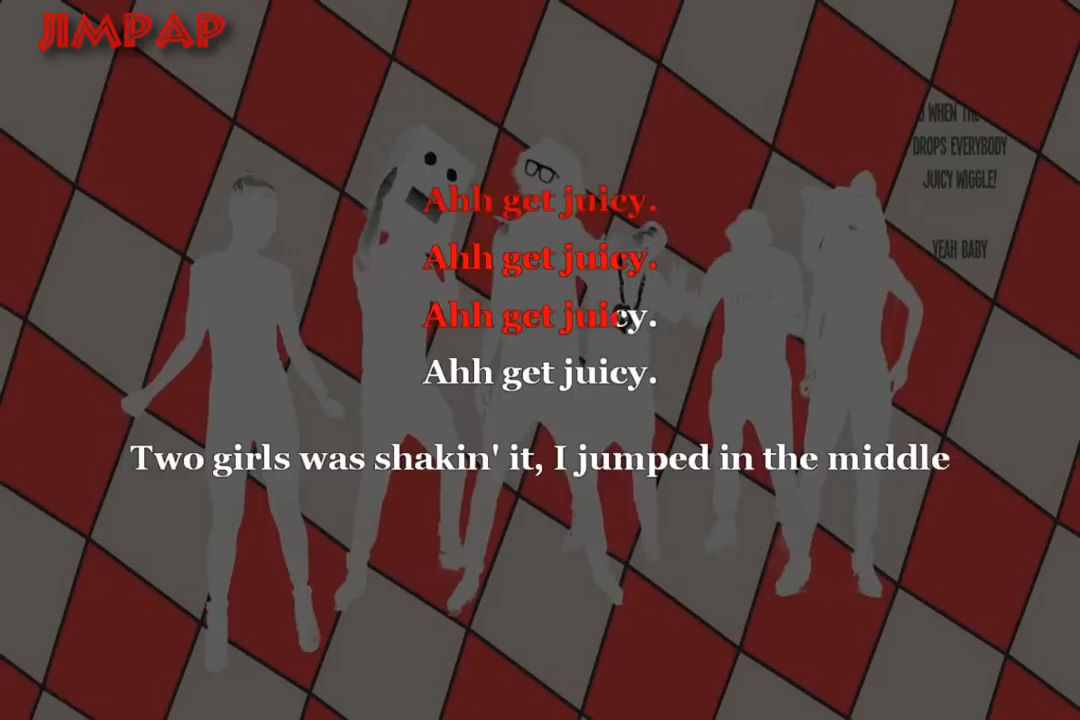 JIMPAP
WHEN THE
DROPS EVERYBODY
JUICY WIGGLE!
YEAH BABY
Ahh get juicy.
Ahh get juicy.
Ahh get juicy.
Ahh get juicy.
Two girls was shakin' it, I jumped in the middle